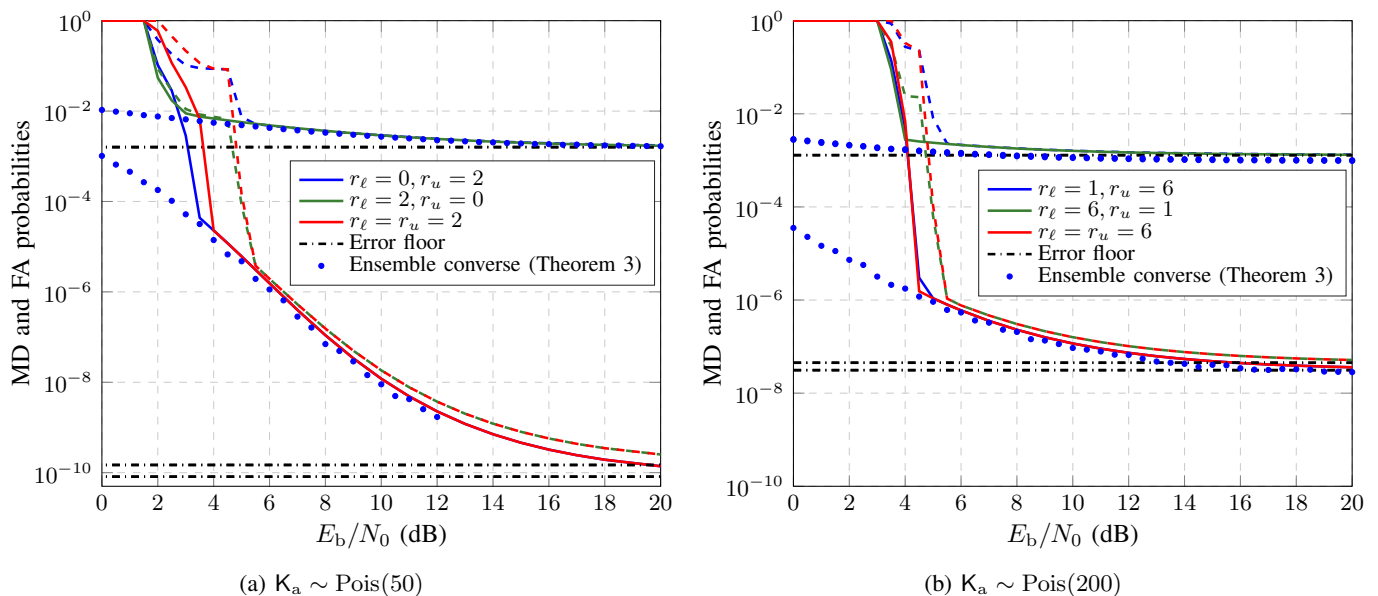 MD and FA probabilities
10^0
10^{-2}
10^{-4}
10^{-6}
10^{-8}
10^{-10}
r_ℓ = 0, r_u = 2
r_ℓ = 2, r_u = 0
r_ℓ = r_u = 2
Error floor
Ensemble converse (Theorem 3)
0 2 4 6 8 10 12 14 16 18 20
E_b/N_0 (dB)
(a) K_a ∼ Pois(50)
MD and FA probabilities
10^0
10^{-2}
10^{-4}
10^{-6}
10^{-8}
10^{-10}
r_ℓ = 1, r_u = 6
r_ℓ = 6, r_u = 1
r_ℓ = r_u = 6
Error floor
Ensemble converse (Theorem 3)
0 2 4 6 8 10 12 14 16 18 20
E_b/N_0 (dB)
(b) K_a ∼ Pois(200)